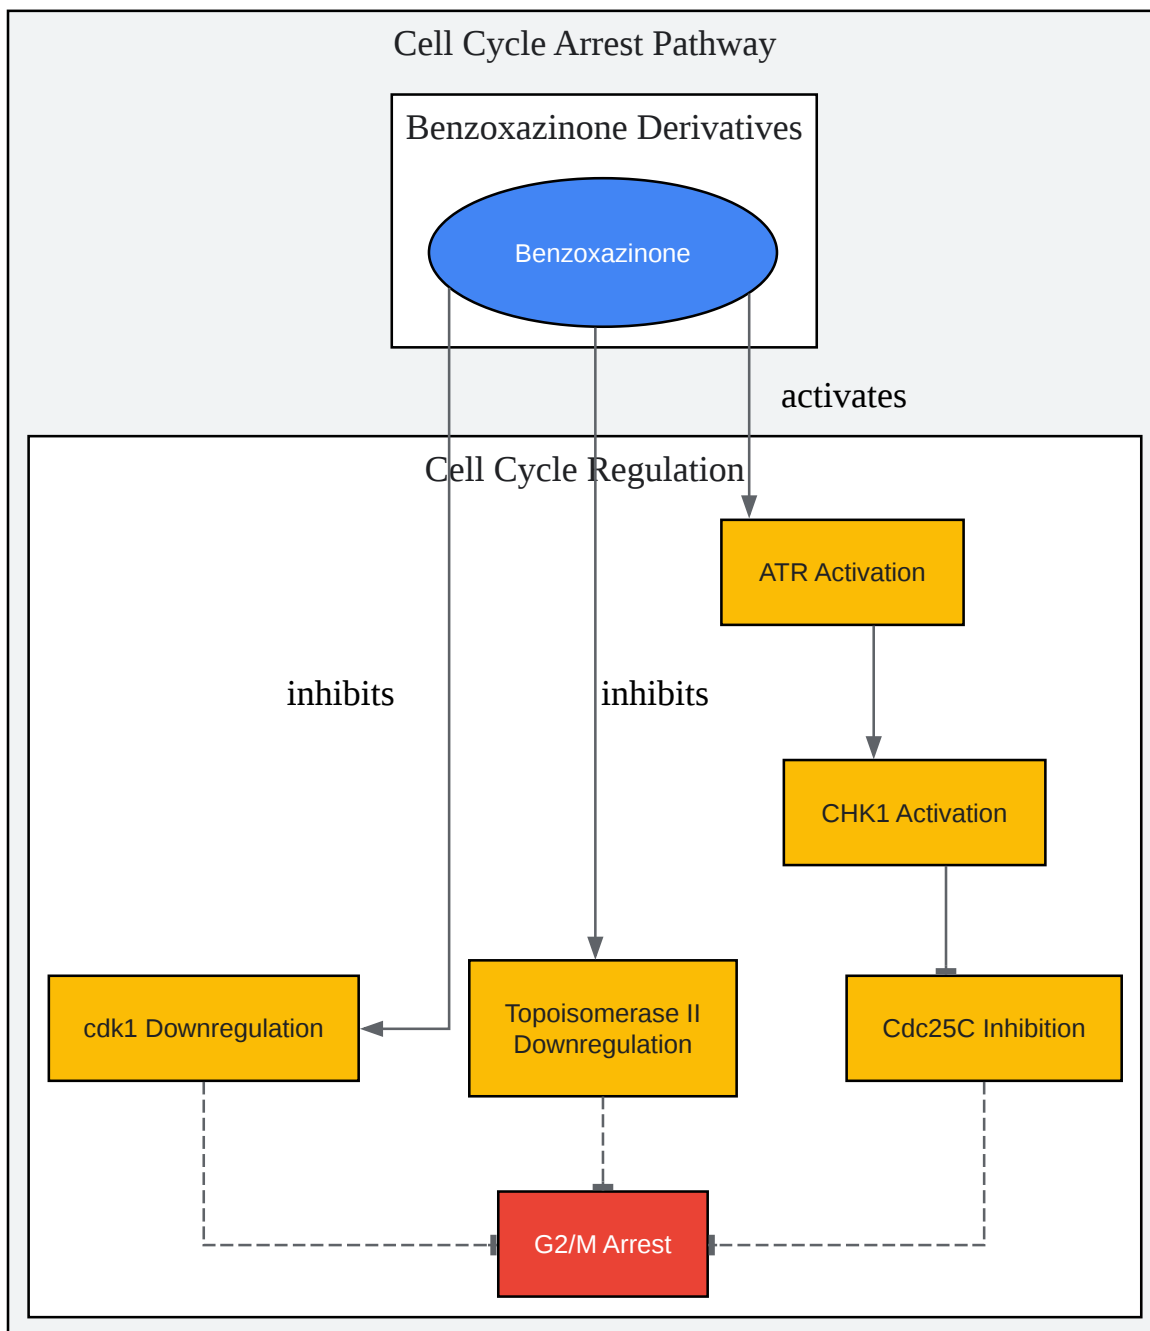 Cell Cycle Arrest Pathway
Benzoxazinone Derivatives
Benzoxazinone
activates
Cell Cycle Regulation
ATR Activation
inhibits
inhibits
CHK1 Activation
cdk1 Downregulation
Topoisomerase II
Downregulation
Cdc25C Inhibition
G2/M Arrest